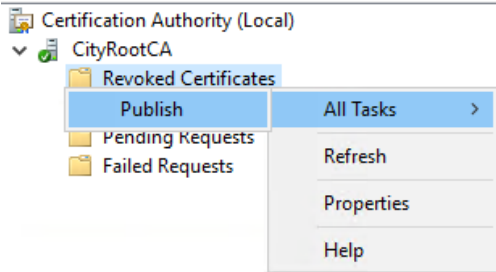 Certification Authority (Local)
CityRootCA
Revoked Certificates
Publish
All Tasks
Pending Requests
Refresh
Failed Requests
Properties
Help